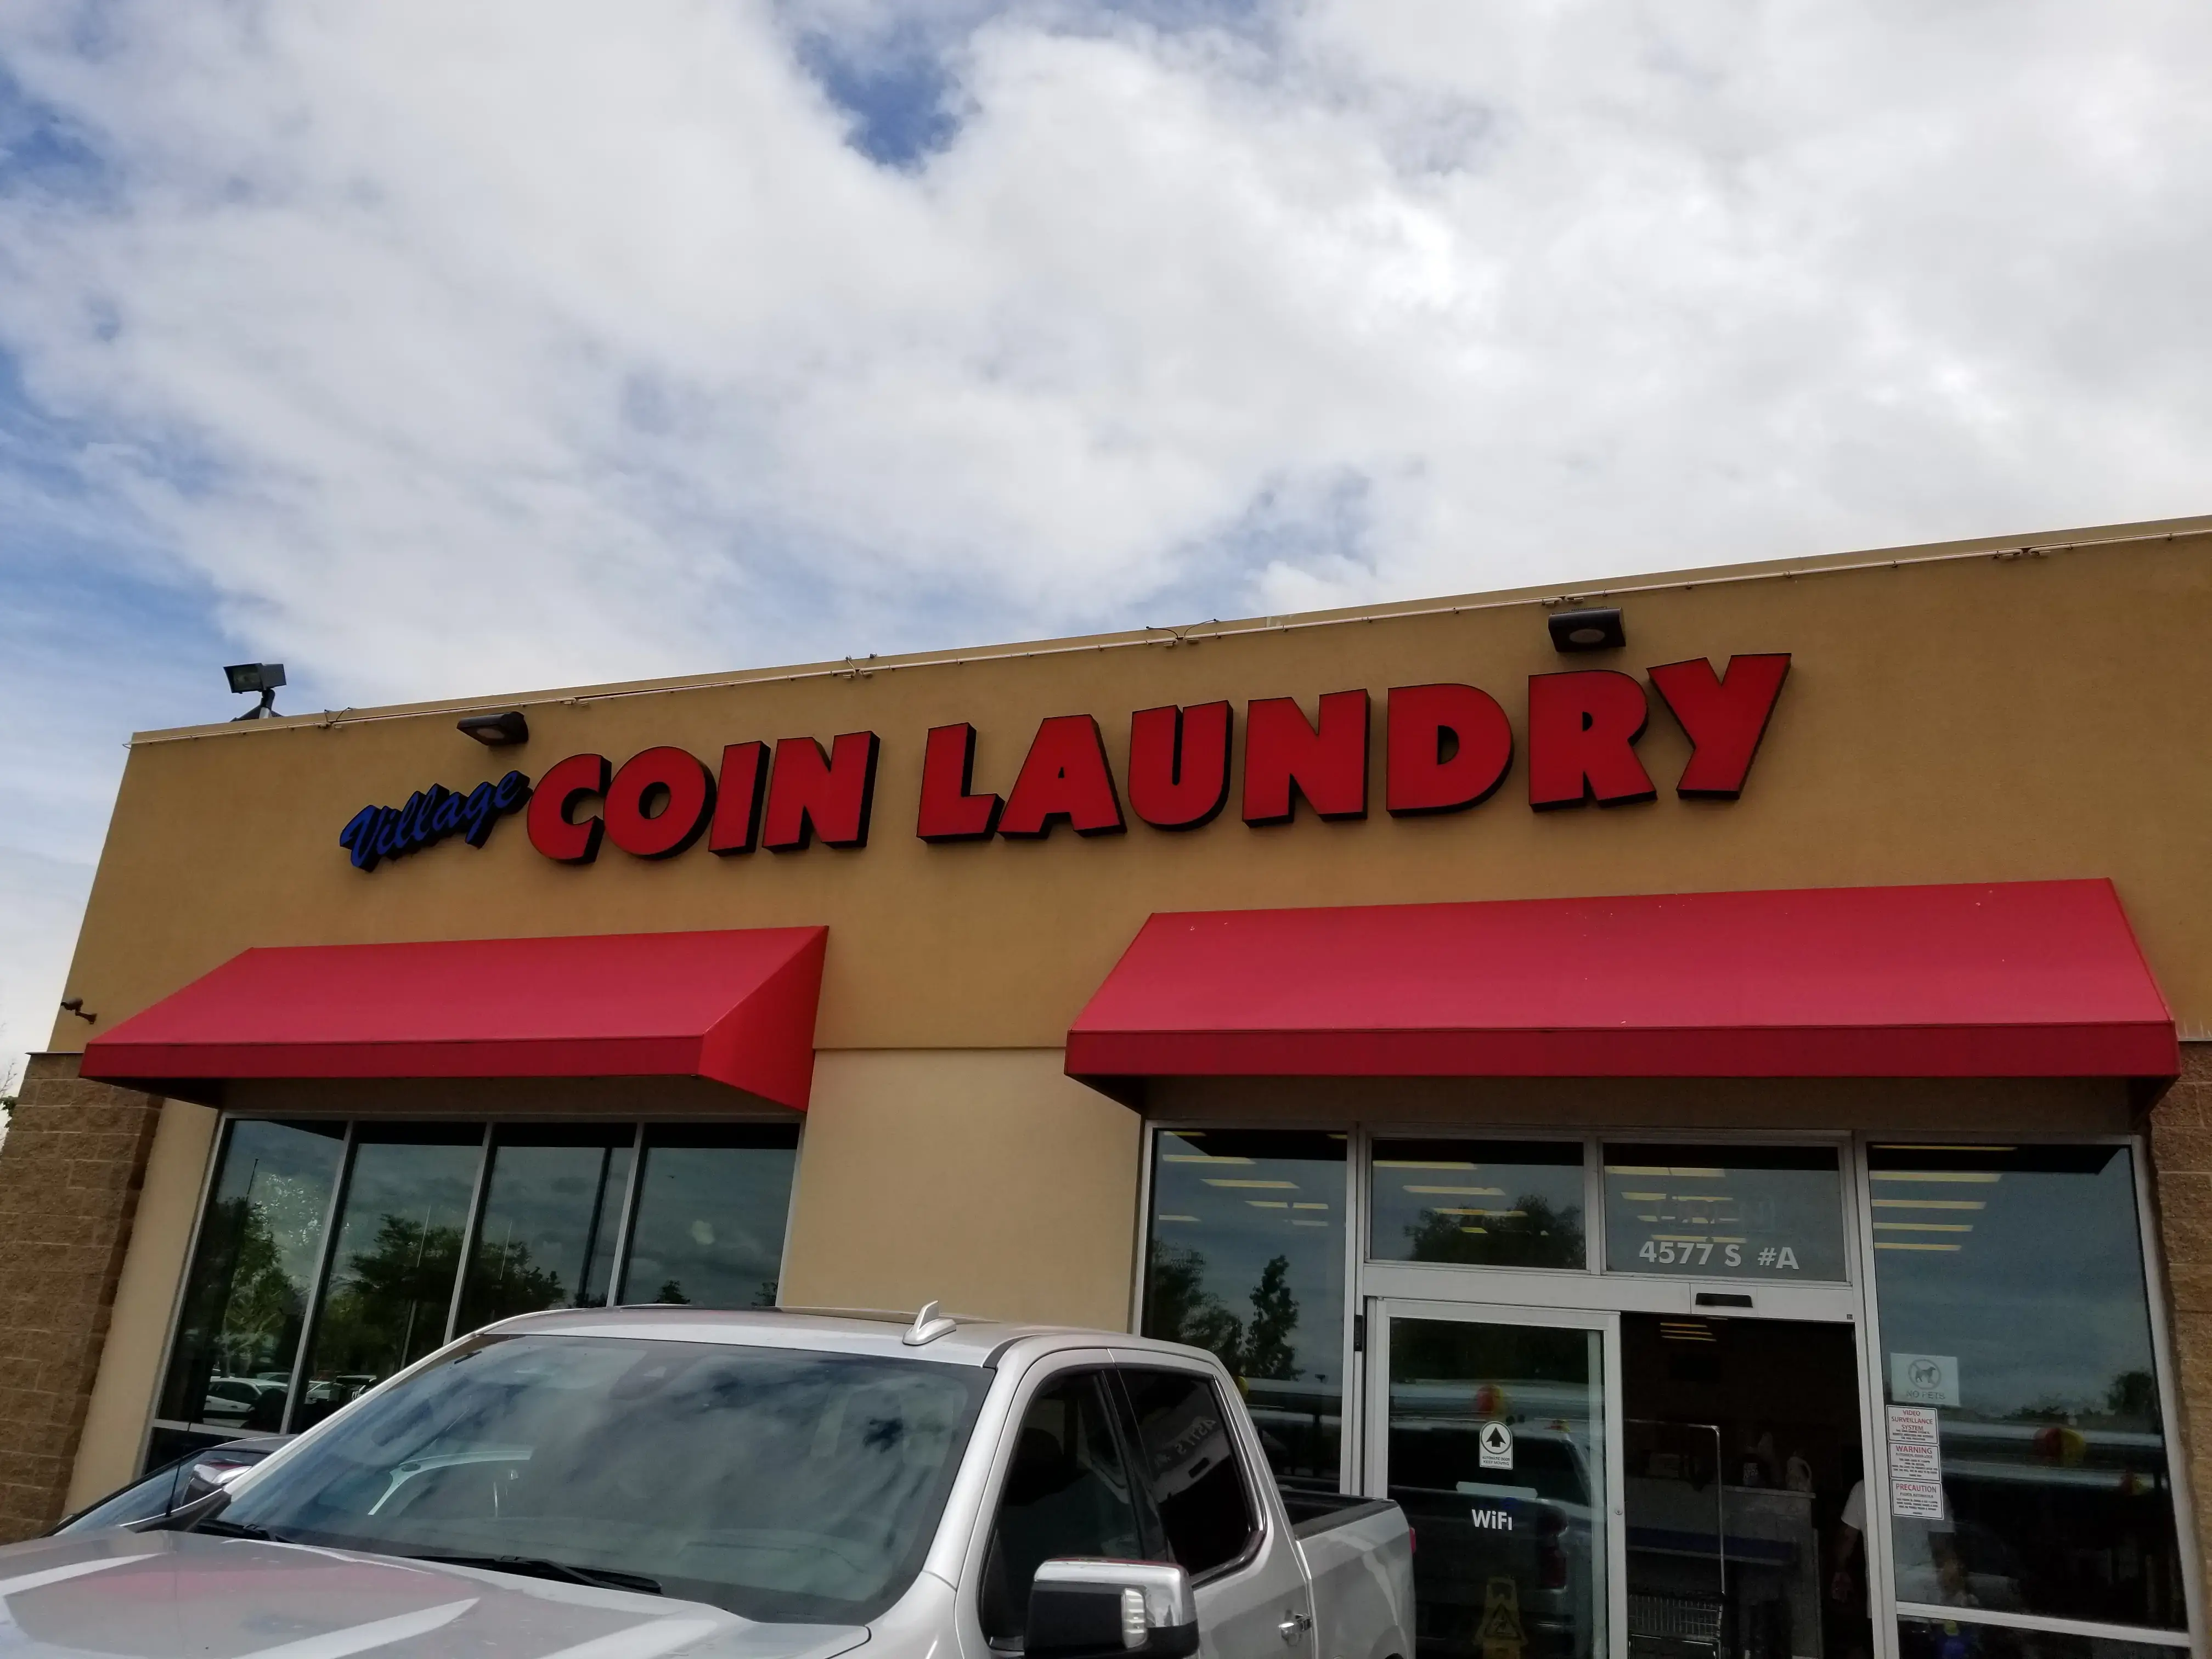 Village COIN LAUNDRY
4577 S #A
NO PETS
VIDEO
SURVEILLANCE
SYSTEM
WARNING
PRECAUTION
WiFi